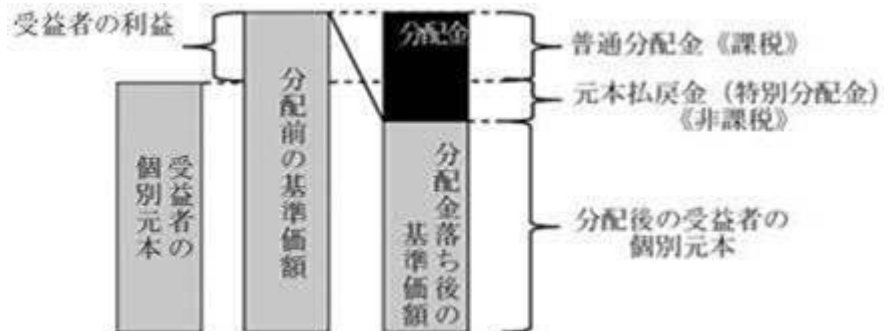 受益者の利益
分配金
普通分配金《課税》
元本払戻金（特別分配金）
《非課税》
受益者の
個別元本
分配前の基準価額
分配金落ち後の
基準価額
分配後の受益者の
個別元本